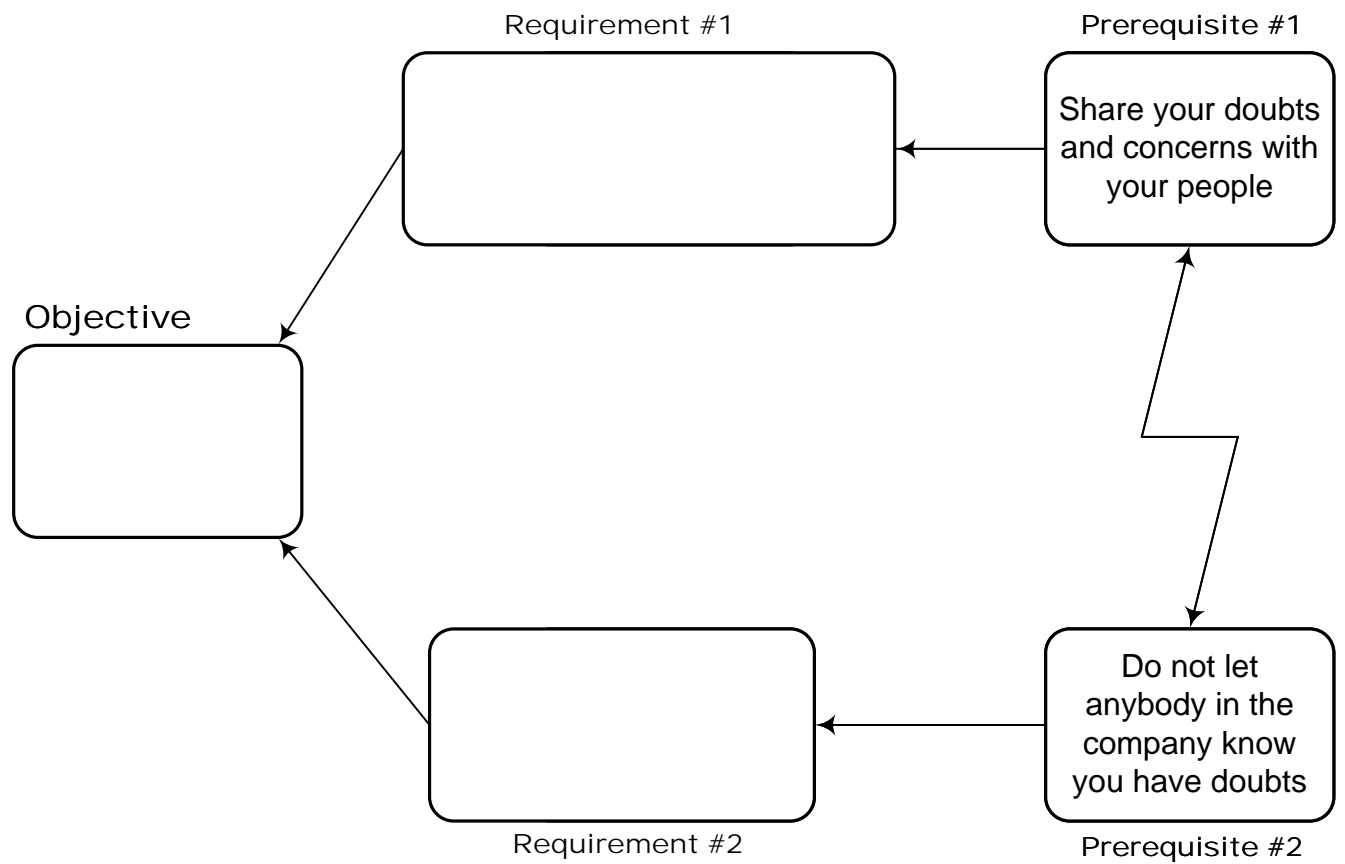 Requirement #1
Prerequisite #1
Share your doubts
and concerns with
your people
Objective
Do not let
anybody in the
company know
you have doubts
Requirement #2
Prerequisite #2